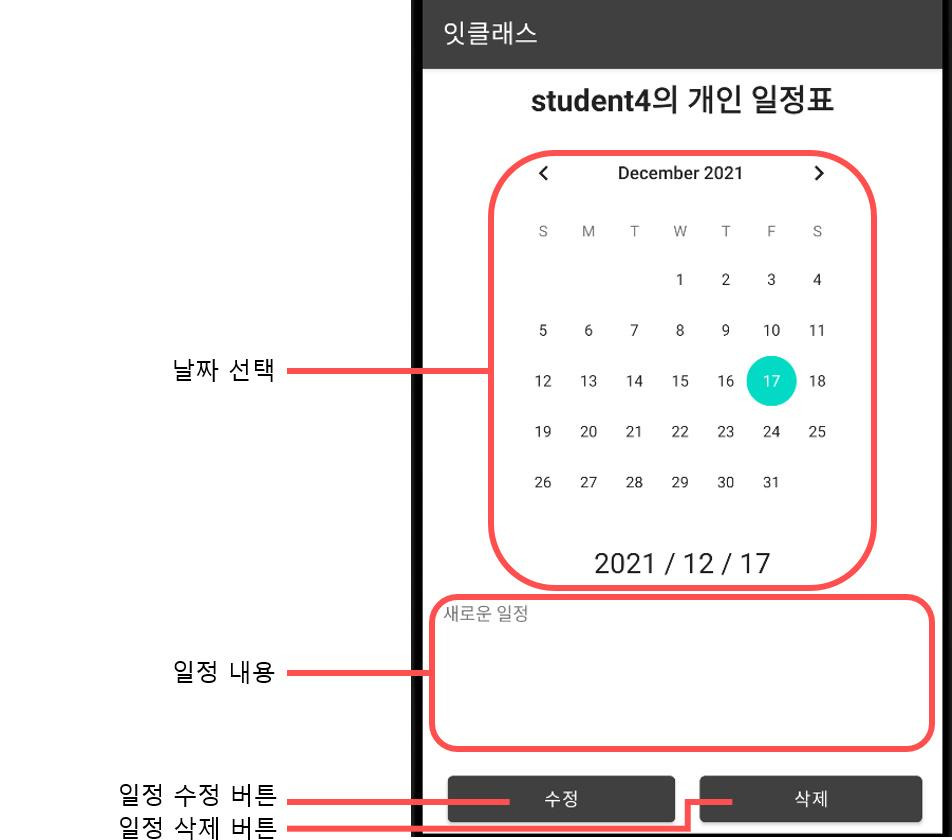 잇클래스
student4의 개인 일정표
December 2021
S M T W T F S
1 2 3 4
5 6 7 8 9 10 11
12 13 14 15 16 17 18
19 20 21 22 23 24 25
26 27 28 29 30 31
2021 / 12 / 17
날짜 선택
새로운 일정
일정 내용
수정 삭제
일정 수정 버튼
일정 삭제 버튼